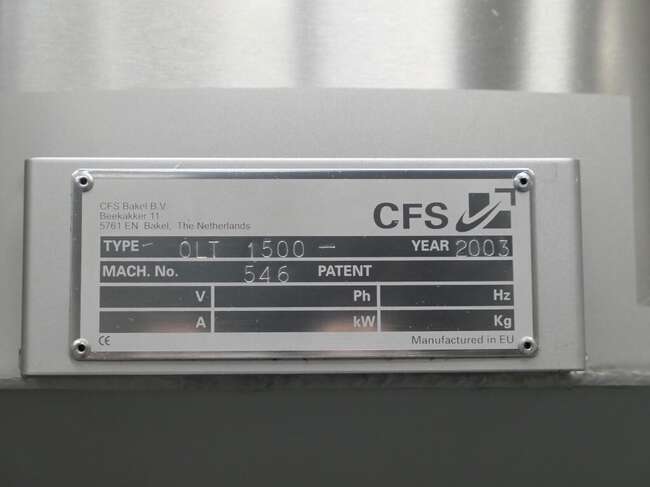 CFS Bakel B.V.
Beekakker 11
5761 EN Bakel, The Netherlands
CFS
TYPE - OLT 1500 - YEAR 2003
MACH. No. 546 PATENT
V Ph Hz
A kW Kg
CE Manufactured in EU